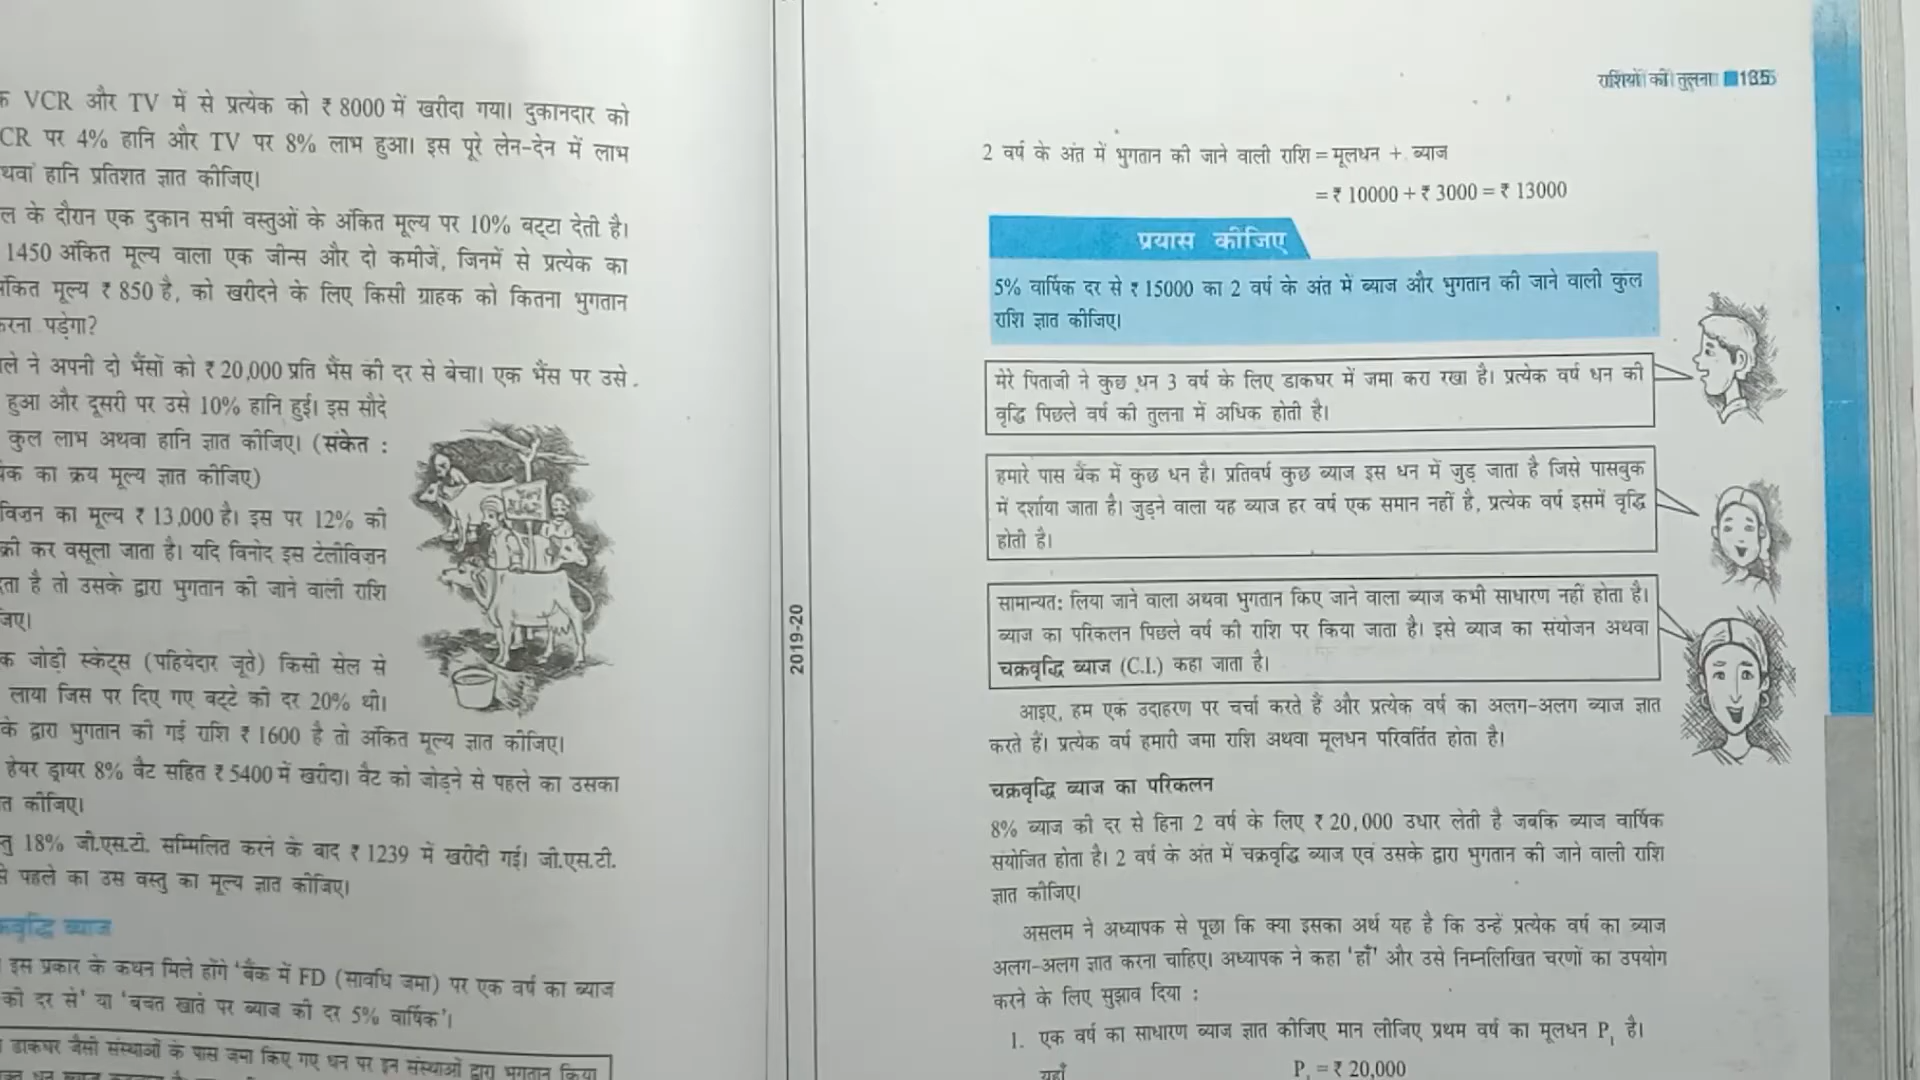 VCR और TV में से प्रत्येक को ₹ 8000 में खरीदा गया। दुकानदार को
CR पर 4% हानि और TV पर 8% लाभ हुआ। इस पूरे लेन-देन में लाभ
थवा हानि प्रतिशत ज्ञात कीजिए।
ल के दौरान एक दुकान सभी वस्तुओं के अंकित मूल्य पर 10% बट्टा देती है।
1450 अंकित मूल्य वाला एक जीन्स और दो कमीजें, जिनमें से प्रत्येक का
ंकित मूल्य ₹ 850 है, को खरीदने के लिए किसी ग्राहक को कितना भुगतान
रना पड़ेगा?
ले ने अपनी दो भैंसों को ₹ 20,000 प्रति भैंस की दर से बेचा। एक भैंस पर उसे
हुआ और दूसरी पर उसे 10% हानि हुई। इस सौदे
कुल लाभ अथवा हानि ज्ञात कीजिए। (संकेत :
येक का क्रय मूल्य ज्ञात कीजिए)
विज़न का मूल्य ₹ 13,000 है। इस पर 12% की
क्री कर वसूला जाता है। यदि विनोद इस टेलीविज़न
ता है तो उसके द्वारा भुगतान की जाने वाली राशि
जिए।
क जोड़ी स्केट्स (पहियेदार जूते) किसी सेल से
लाया जिस पर दिए गए बट्टे की दर 20% थी।
के द्वारा भुगतान की गई राशि ₹ 1600 है तो अंकित मूल्य ज्ञात कीजिए।
हेयर ड्रायर 8% वैट सहित ₹ 5400 में खरीदा। वैट को जोड़ने से पहले का उसका
त कीजिए।
तु 18% जी.एस.टी. सम्मिलित करने के बाद ₹ 1239 में खरीदी गई। जी.एस.टी.
से पहले का उस वस्तु का मूल्य ज्ञात कीजिए।
क्रवृद्धि ब्याज
इस प्रकार के कथन मिले होंगे 'बैंक में FD (सावधि जमा) पर एक वर्ष का ब्याज
की दर से' या 'बचत खाते पर ब्याज की दर 5% वार्षिक'।
डाकघर जैसी संस्थाओं के पास जमा किए गए धन पर इन संस्थाओं द्वारा भुगतान किया
2019-20
राशियों की तुलना ■ 135
2 वर्ष के अंत में भुगतान की जाने वाली राशि = मूलधन + ब्याज
= ₹ 10000 + ₹ 3000 = ₹ 13000
प्रयास कीजिए
5% वार्षिक दर से ₹ 15000 का 2 वर्ष के अंत में ब्याज और भुगतान की जाने वाली कुल
राशि ज्ञात कीजिए।
मेरे पिताजी ने कुछ धन 3 वर्ष के लिए डाकघर में जमा करा रखा है। प्रत्येक वर्ष धन की
वृद्धि पिछले वर्ष की तुलना में अधिक होती है।
हमारे पास बैंक में कुछ धन है। प्रतिवर्ष कुछ ब्याज इस धन में जुड़ जाता है जिसे पासबुक
में दर्शाया जाता है। जुड़ने वाला यह ब्याज हर वर्ष एक समान नहीं है, प्रत्येक वर्ष इसमें वृद्धि
होती है।
सामान्यत: लिया जाने वाला अथवा भुगतान किए जाने वाला ब्याज कभी साधारण नहीं होता है।
ब्याज का परिकलन पिछले वर्ष की राशि पर किया जाता है। इसे ब्याज का संयोजन अथवा
चक्रवृद्धि ब्याज (C.I.) कहा जाता है।
आइए, हम एक उदाहरण पर चर्चा करते हैं और प्रत्येक वर्ष का अलग-अलग ब्याज ज्ञात
करते हैं। प्रत्येक वर्ष हमारी जमा राशि अथवा मूलधन परिवर्तित होता है।
चक्रवृद्धि ब्याज का परिकलन
8% ब्याज की दर से हिना 2 वर्ष के लिए ₹ 20,000 उधार लेती है जबकि ब्याज वार्षिक
संयोजित होता है। 2 वर्ष के अंत में चक्रवृद्धि ब्याज एवं उसके द्वारा भुगतान की जाने वाली राशि
ज्ञात कीजिए।
असलम ने अध्यापक से पूछा कि क्या इसका अर्थ यह है कि उन्हें प्रत्येक वर्ष का ब्याज
अलग-अलग ज्ञात करना चाहिए। अध्यापक ने कहा 'हाँ' और उसे निम्नलिखित चरणों का उपयोग
करने के लिए सुझाव दिया :
1. एक वर्ष का साधारण ब्याज ज्ञात कीजिए मान लीजिए प्रथम वर्ष का मूलधन P₁ है।
यहाँ P₁ = ₹ 20,000